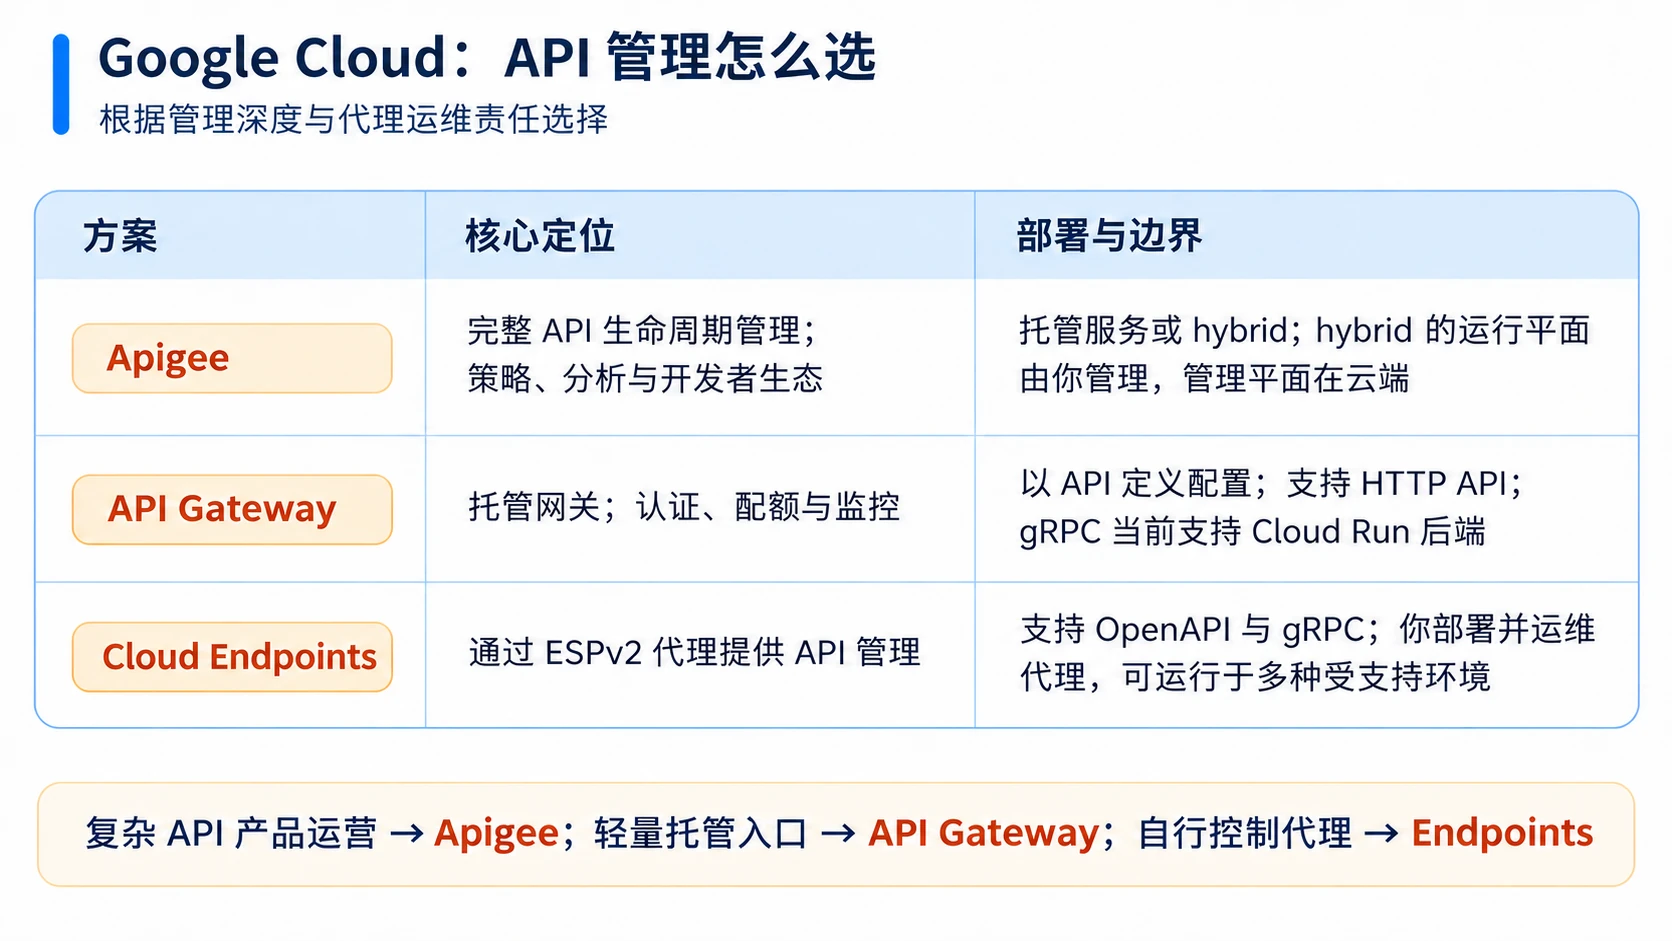 Google Cloud：API 管理怎么选
根据管理深度与代理运维责任选择
方案
核心定位
部署与边界
Apigee
完整 API 生命周期管理；
策略、分析与开发者生态
托管服务或 hybrid；hybrid 的运行平面
由你管理，管理平面在云端
API Gateway
托管网关；认证、配额与监控
以 API 定义配置；支持 HTTP API；
gRPC 当前支持 Cloud Run 后端
Cloud Endpoints
通过 ESPv2 代理提供 API 管理
支持 OpenAPI 与 gRPC；你部署并运维
代理，可运行于多种受支持环境
复杂 API 产品运营 → Apigee；轻量托管入口 → API Gateway；自行控制代理 → Endpoints